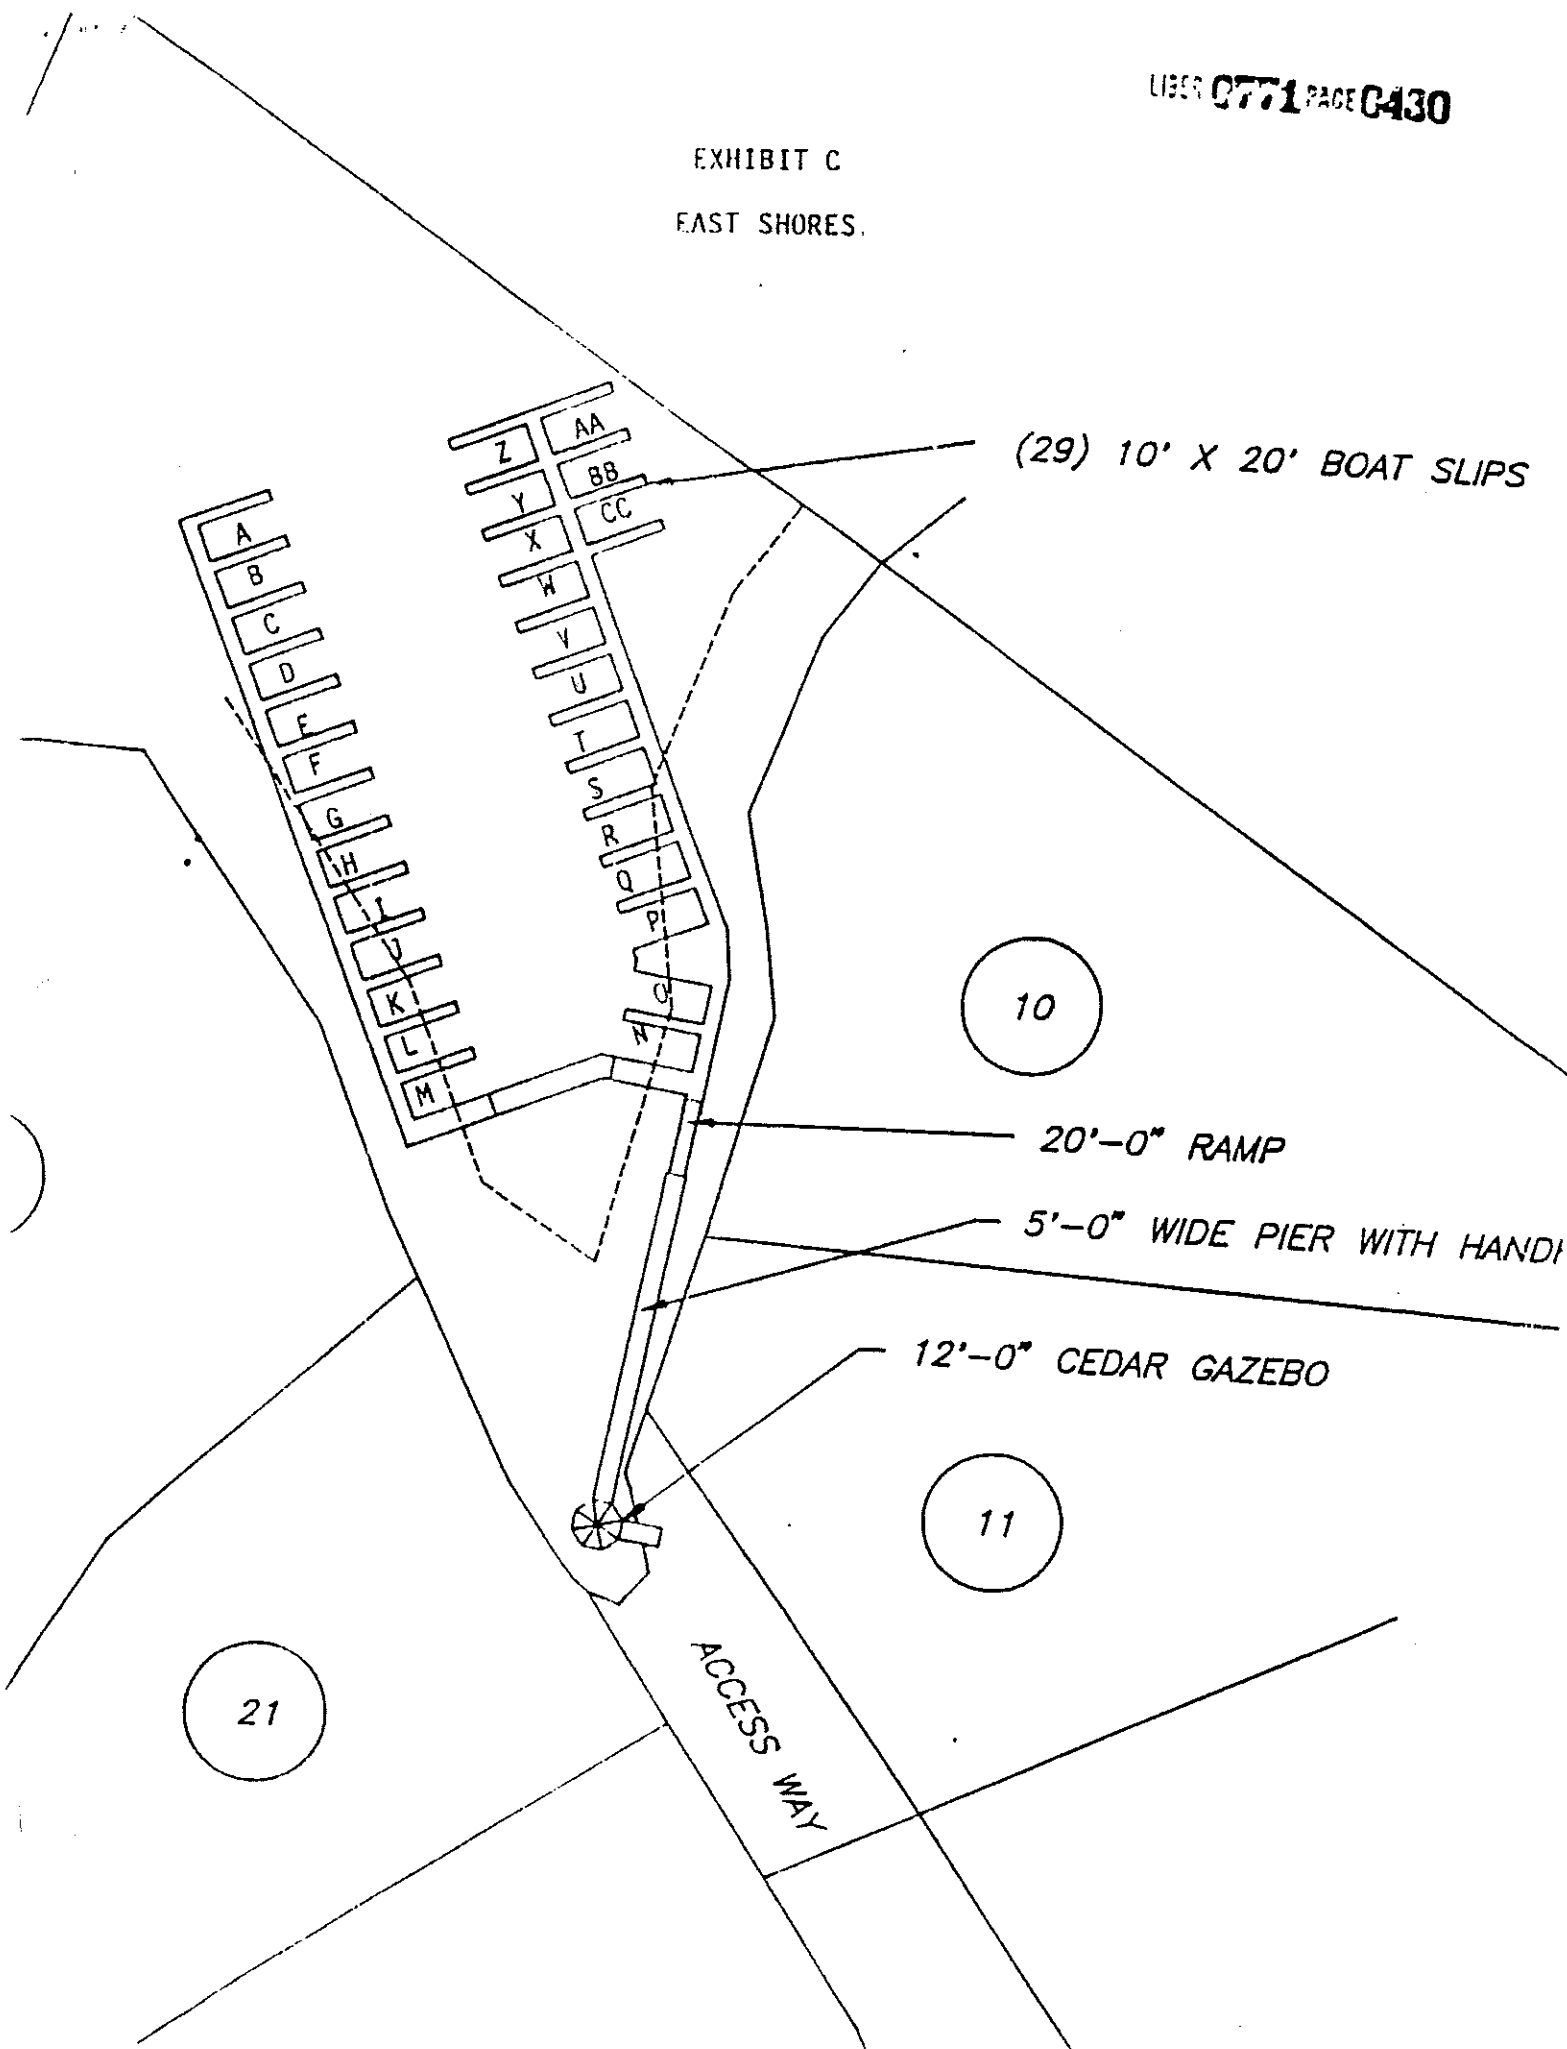 LIBER 0771 PAGE 0430
EXHIBIT C
EAST SHORES.
(29) 10' X 20' BOAT SLIPS
Z
AA
Y
BB
X
CC
A
W
B
V
C
U
D
T
E
S
F
R
G
Q
H
P
I
O
J
N
K
L
M
10
20'-0" RAMP
5'-0" WIDE PIER WITH
12'-0" CEDAR GAZEBO
11
21
ACCESS WAY